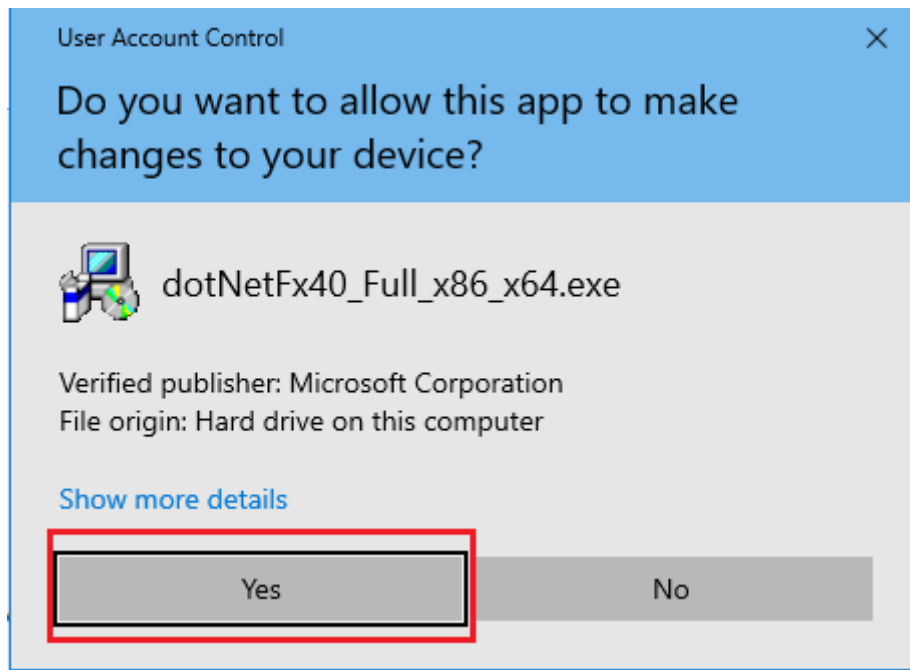 User Account Control
Do you want to allow this app to make
changes to your device?
dotNetFx40_Full_x86_x64.exe
Verified publisher: Microsoft Corporation
File origin: Hard drive on this computer
Show more details
Yes No